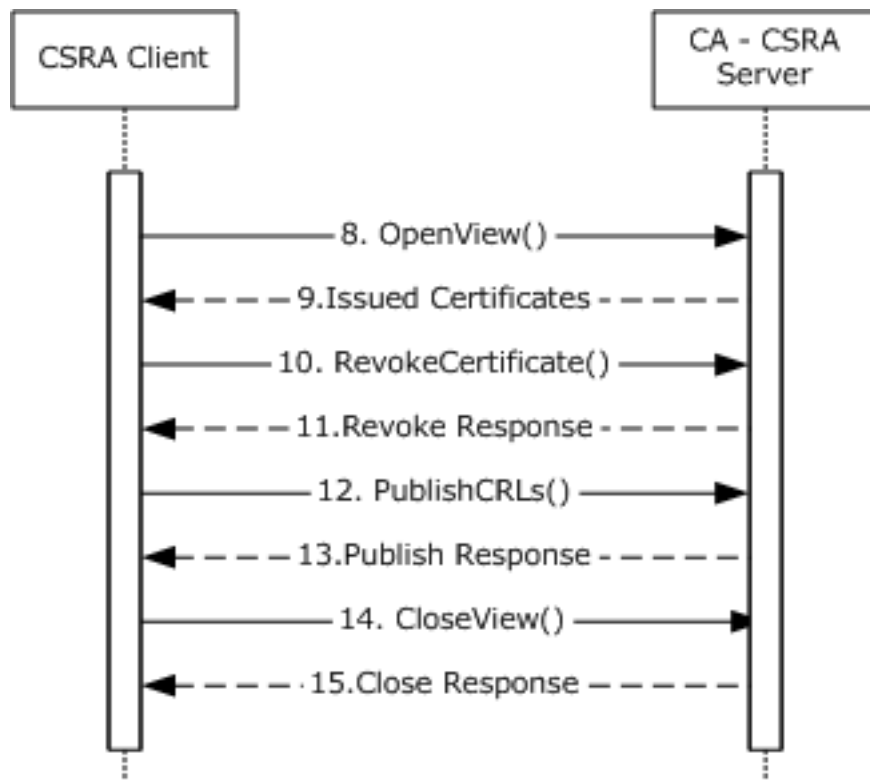 CSRA Client
CA - CSRA
Server
8. OpenView()
9.Issued Certificates
10. RevokeCertificate()
11.Revoke Response
12. PublishCRLs()
13.Publish Response
14. CloseView()
15.Close Response